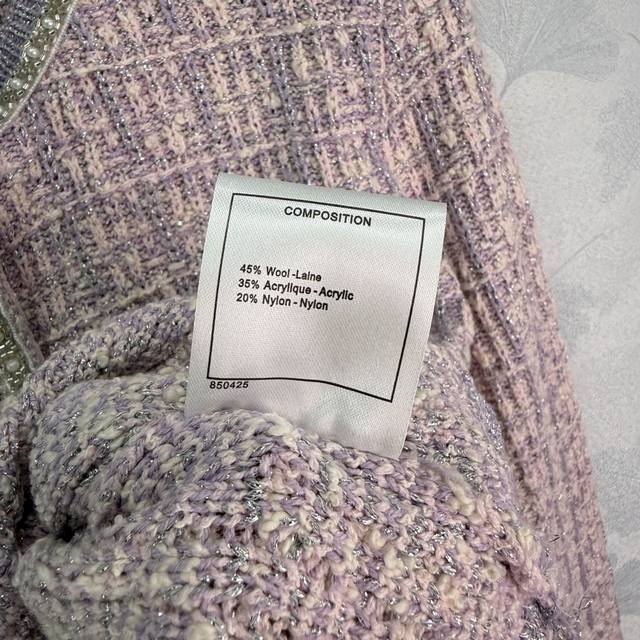 COMPOSITION
45% Wool -Laine
35% Acrylique - Acrylic
20% Nylon - Nylon
850425